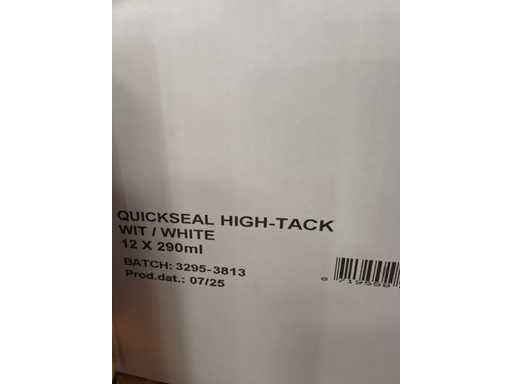 QUICKSEAL HIGH-TACK
WIT / WHITE
12 X 290ml
BATCH: 3295-3813
Prod.dat.: 07/25